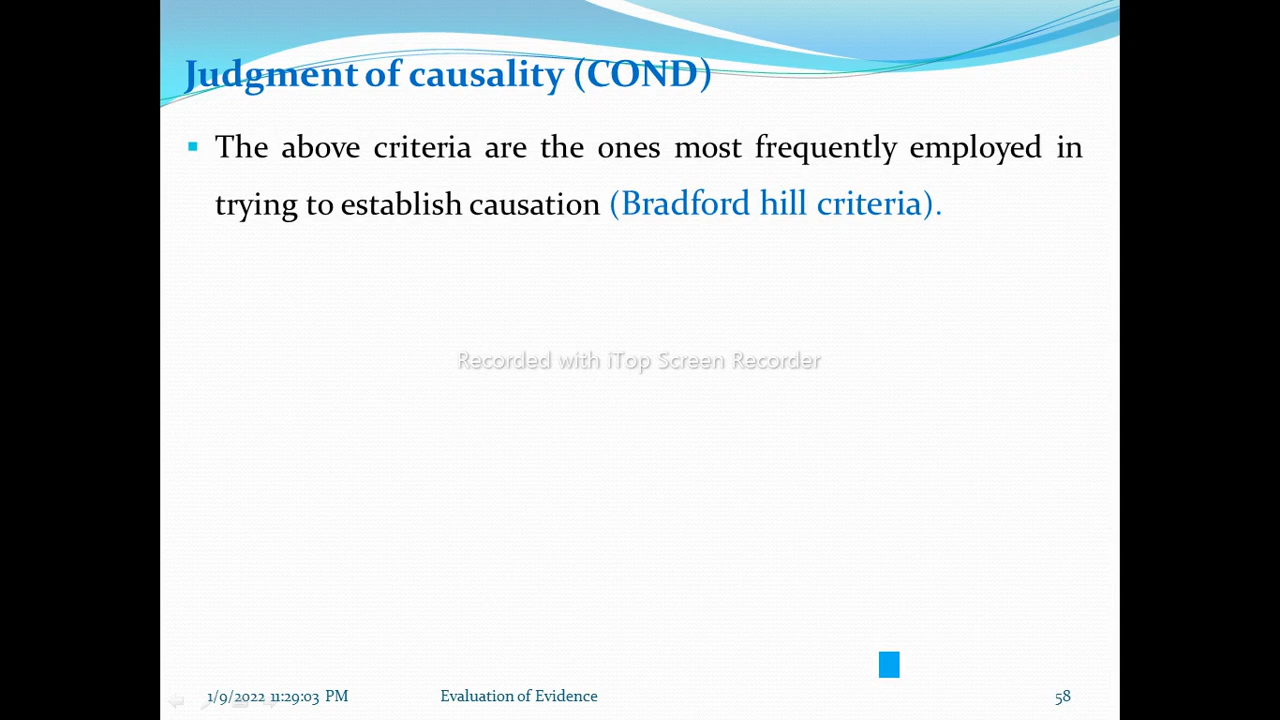 Judgment of causality (COND)
The above criteria are the ones most frequently employed in
trying to establish causation (Bradford hill criteria).
Recorded with iTop Screen Recorder
1/9/2022 11:29:03 PM Evaluation of Evidence 58